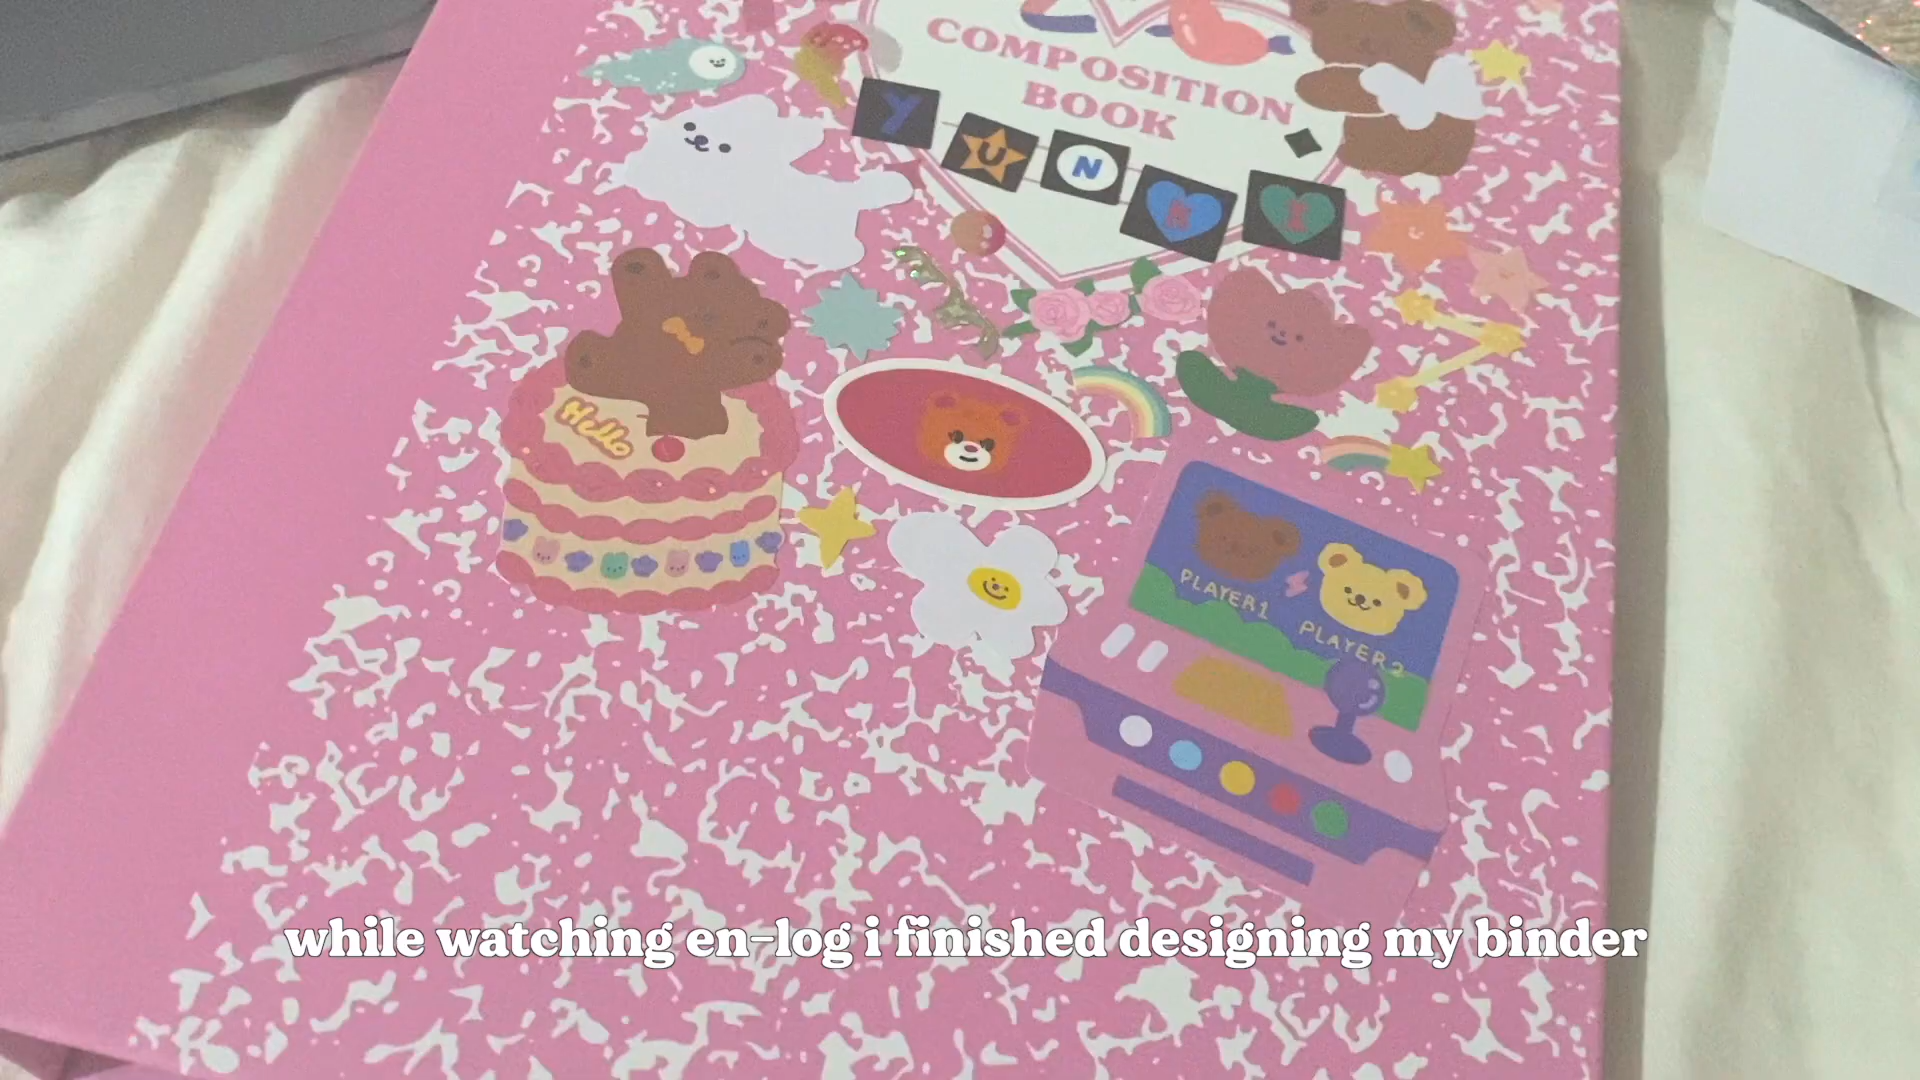 COMPOSITION
BOOK
YUNKI
Hello
PLAYER1
PLAYER2
while watching en-log i finished designing my binder